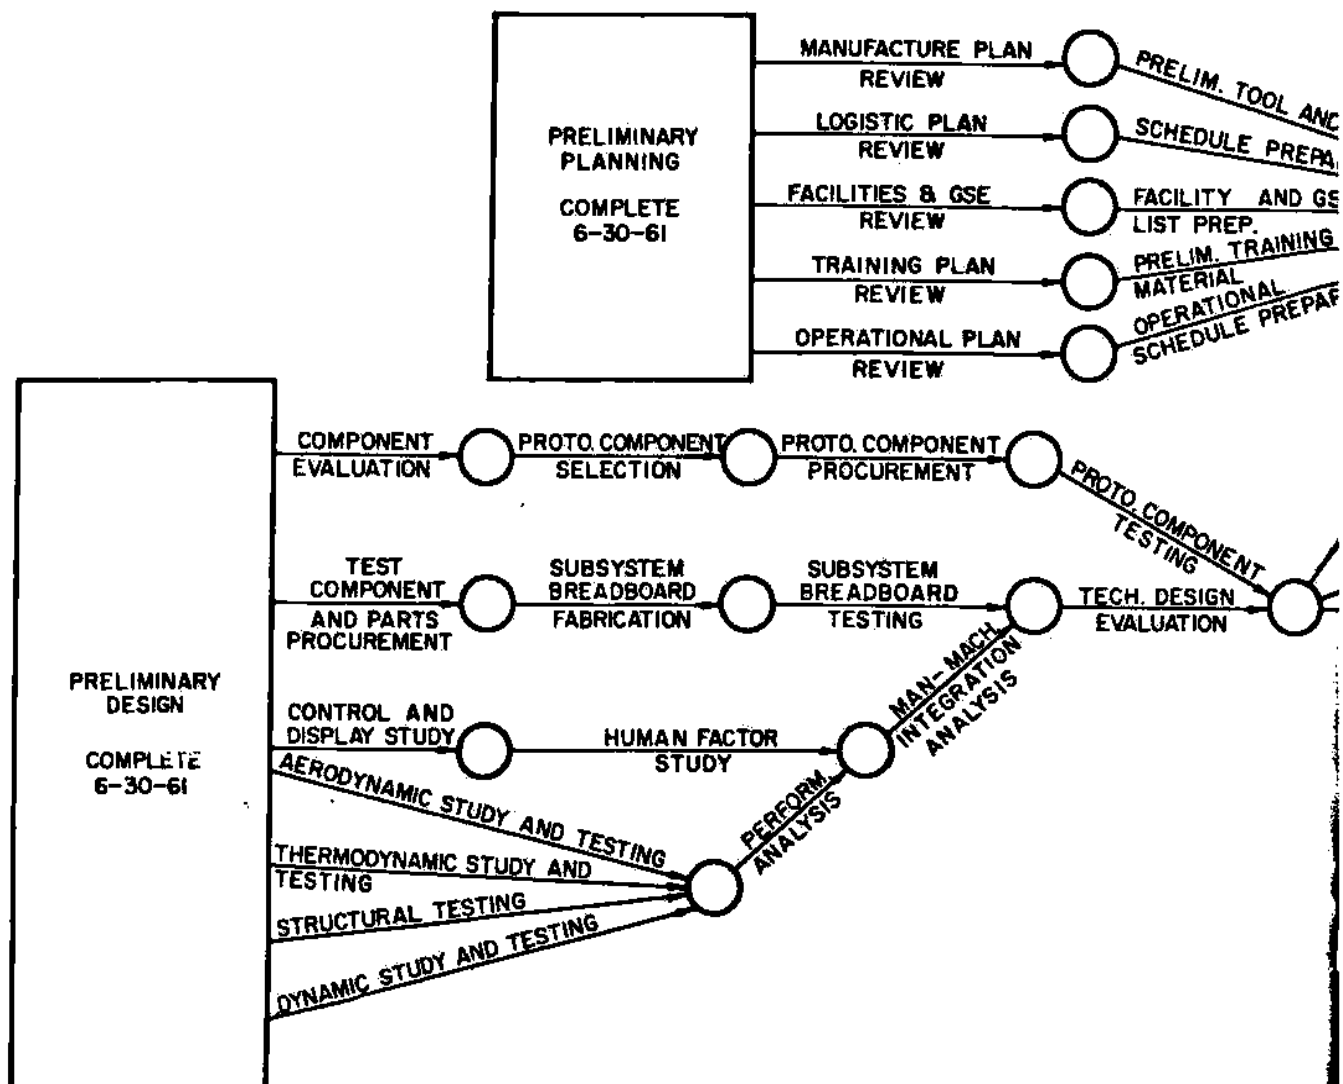 MANUFACTURE PLAN
REVIEW
PRELIM. TOOL AND
LOGISTIC PLAN
REVIEW
SCHEDULE PREPA
FACILITIES & GSE
REVIEW
FACILITY AND GS
LIST PREP.
TRAINING PLAN
REVIEW
PRELIM. TRAINING
MATERIAL
OPERATIONAL PLAN
REVIEW
OPERATIONAL
SCHEDULE PREPAR
PRELIMINARY
PLANNING
COMPLETE
6-30-61
COMPONENT
EVALUATION
PROTO. COMPONENT
SELECTION
PROTO. COMPONENT
PROCUREMENT
PROTO. COMPONENT
TESTING
TEST
COMPONENT
AND PARTS
PROCUREMENT
SUBSYSTEM
BREADBOARD
FABRICATION
SUBSYSTEM
BREADBOARD
TESTING
TECH. DESIGN
EVALUATION
PRELIMINARY
DESIGN
COMPLETE
6-30-61
CONTROL AND
DISPLAY STUDY
HUMAN FACTOR
STUDY
MAN-MACH.
INTEGRATION
ANALYSIS
AERODYNAMIC STUDY AND TESTING
PERFORM.
ANALYSIS
THERMODYNAMIC STUDY AND
TESTING
STRUCTURAL TESTING
DYNAMIC STUDY AND TESTING